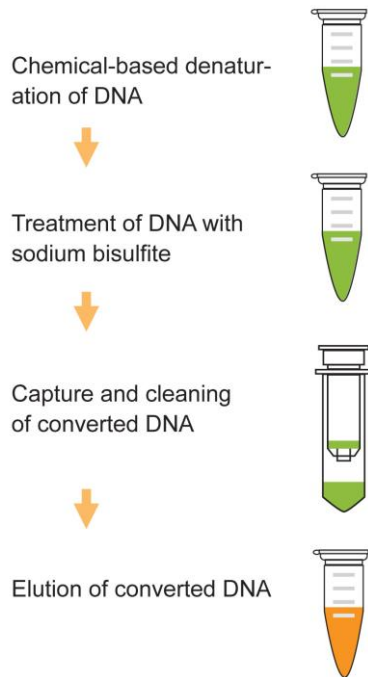 Chemical-based denatur-
ation of DNA
Treatment of DNA with
sodium bisulfite
Capture and cleaning
of converted DNA
Elution of converted DNA